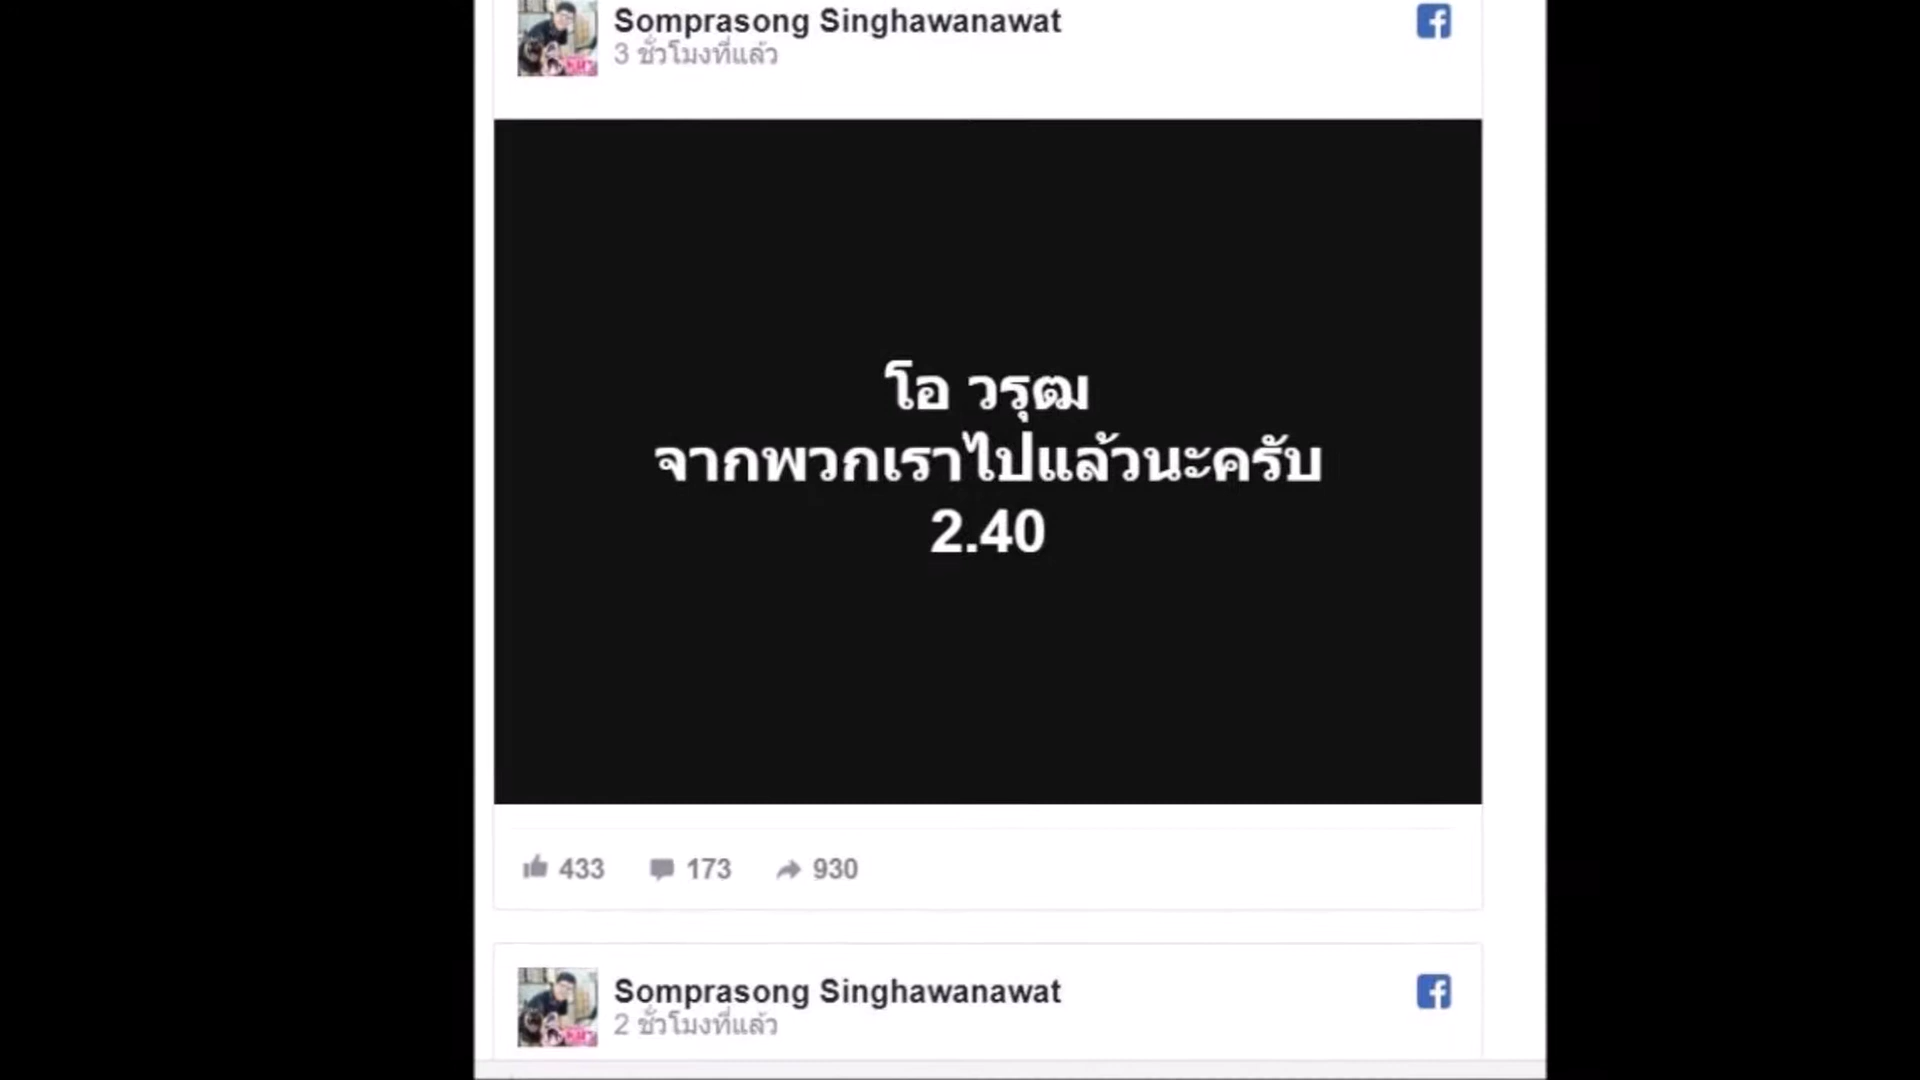 Somprasong Singhawanawat
3 ชั่วโมงที่แล้ว
โอ วรุฒ
จากพวกเราไปแล้วนะครับ
2.40
433 173 930
Somprasong Singhawanawat
2 ชั่วโมงที่แล้ว